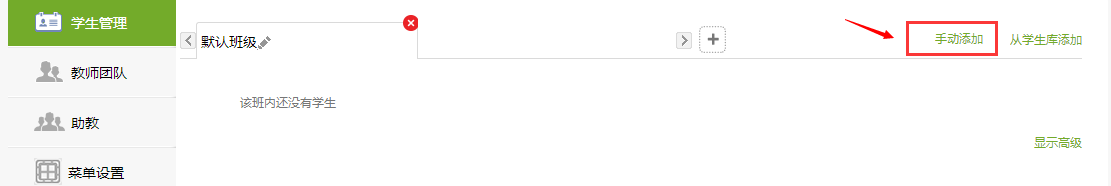 学生管理
教师团队
助教
菜单设置
默认班级
手动添加
从学生库添加
该班内还没有学生
显示高级